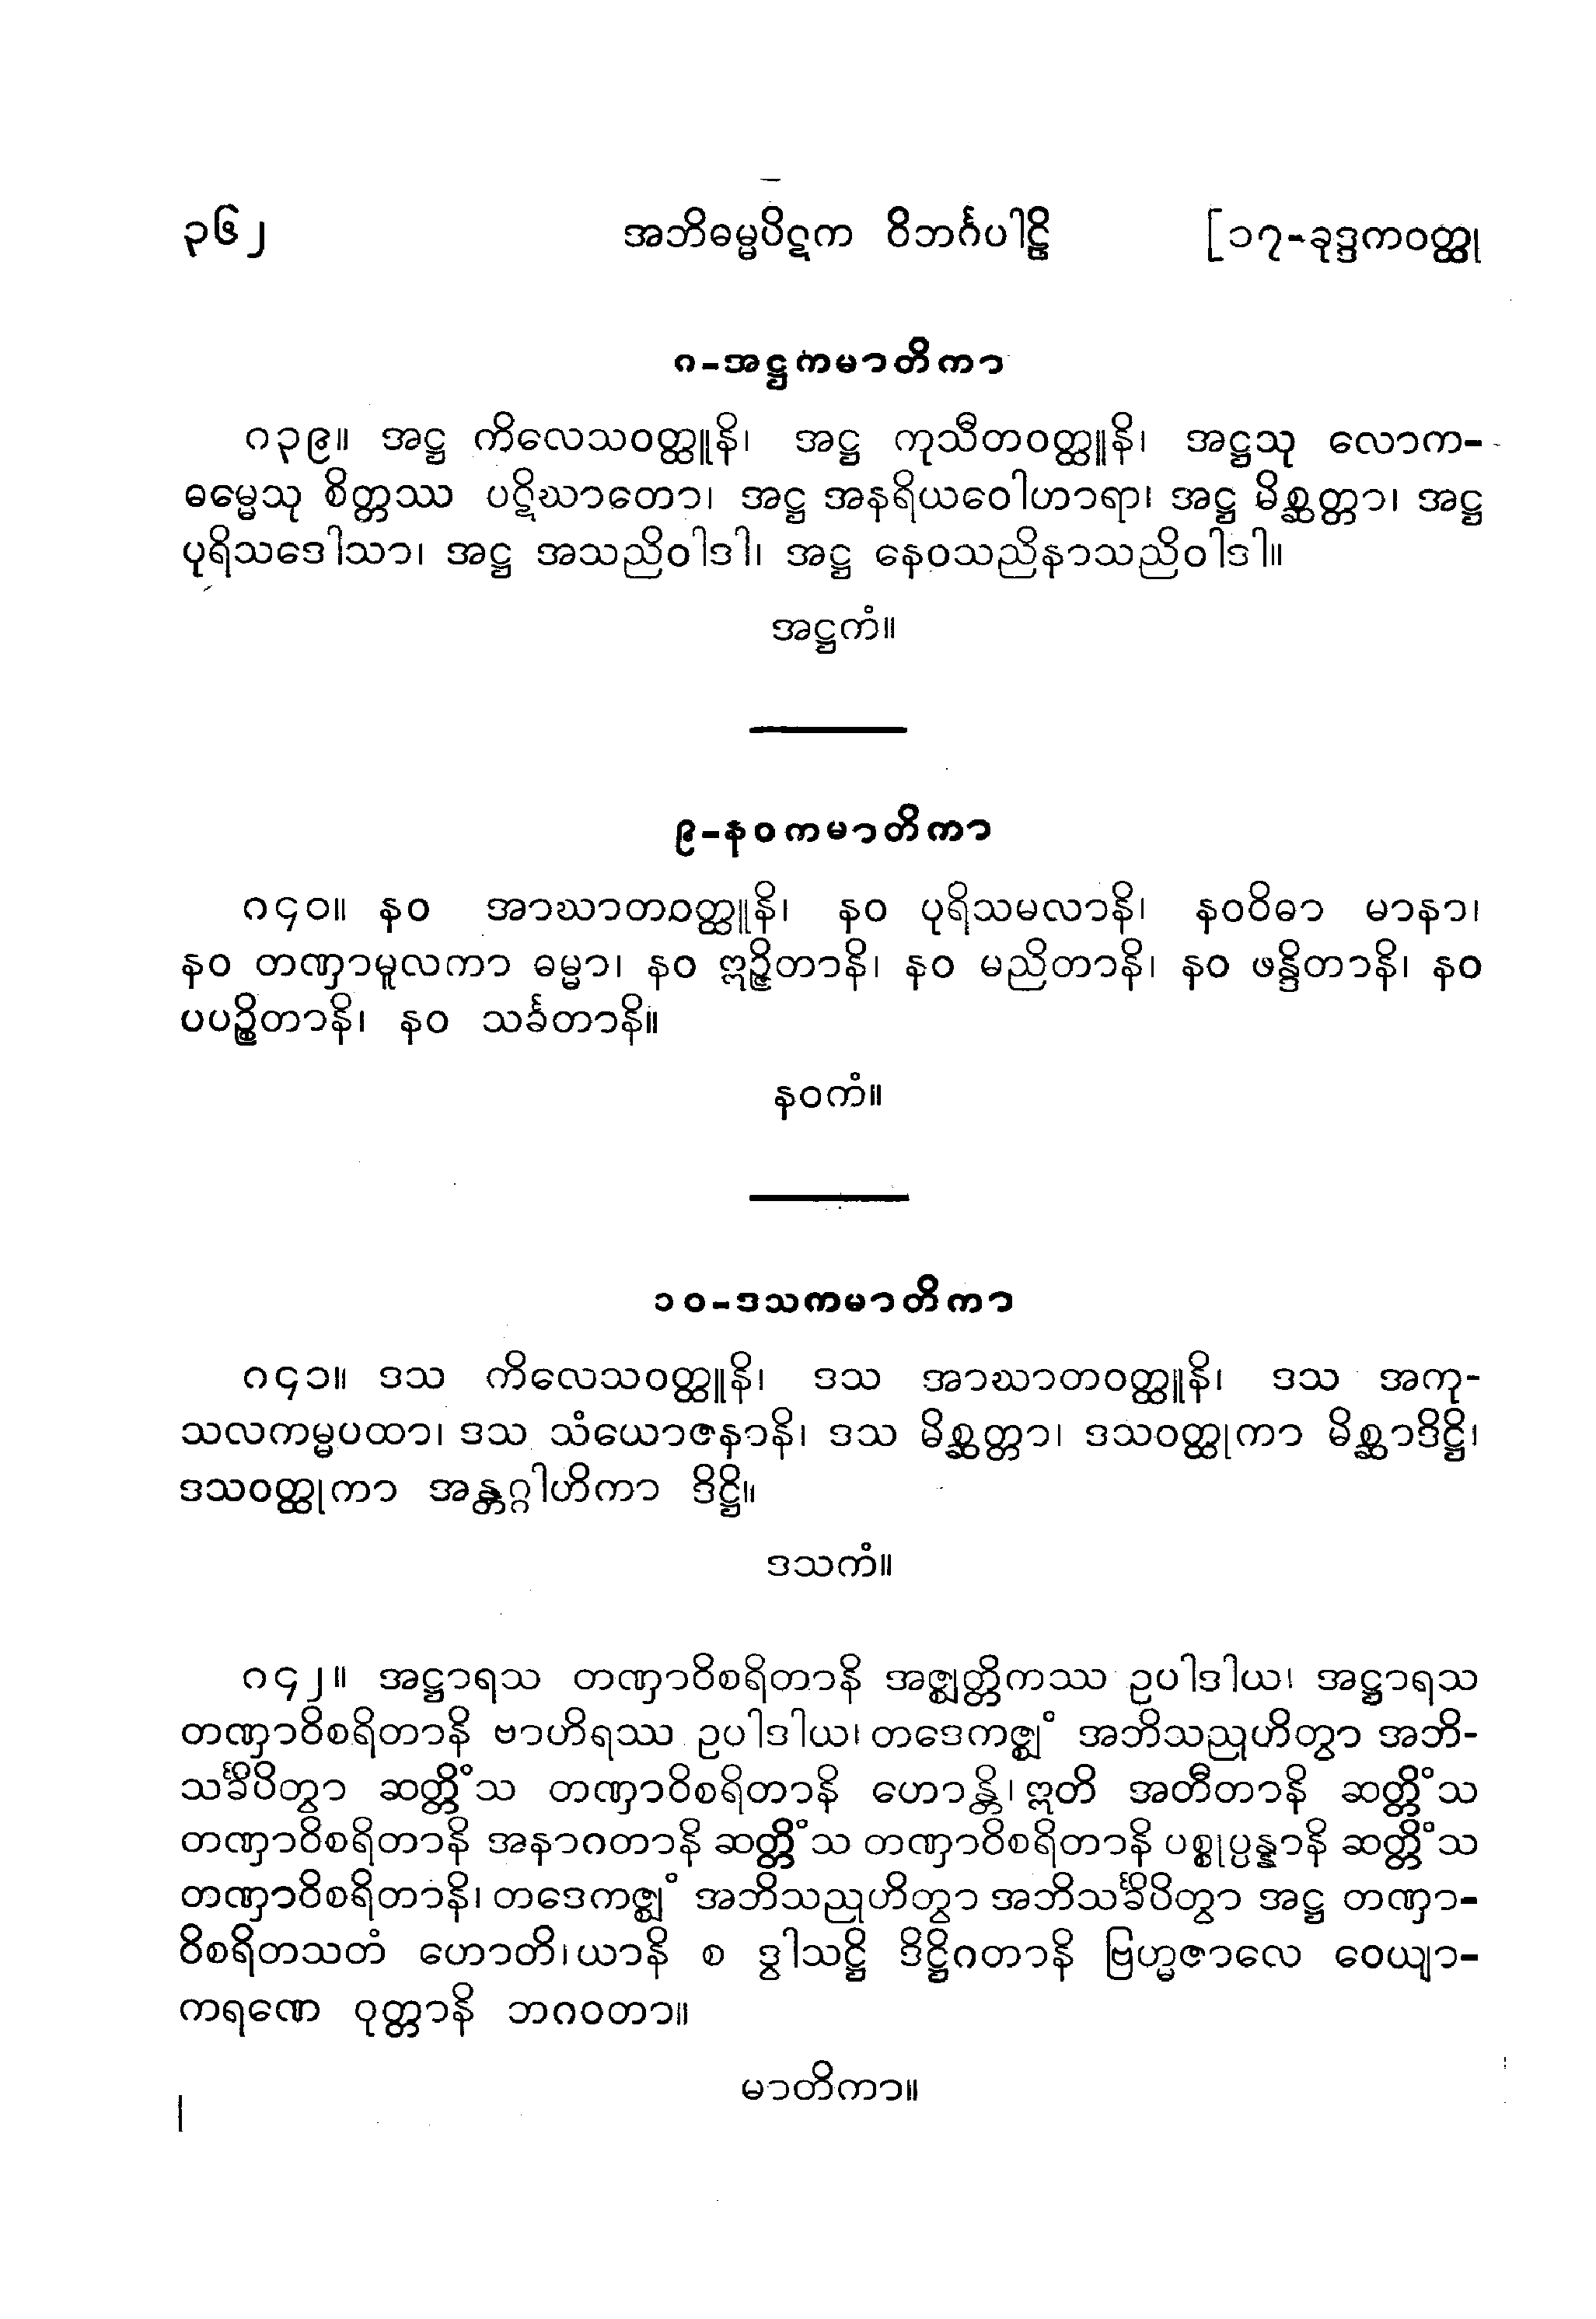 ၃၆၂ အဘိဓမ္မပိဋက ဝိဘင်္ဂပါဠိ [၁၇-ခုဒ္ဒကဝတ္ထု
၈-အဋ္ဌကမာတိကာ
၈၃၉။ အဋ္ဌ ကိလေသဝတ္ထူနိ၊ အဋ္ဌ ကုသီတဝတ္ထူနိ၊ အဋ္ဌသု လောက-
ဓမ္မေသု စိတ္တဿ ပဋိဃာတော၊ အဋ္ဌ အနရိယဝေါဟာရာ၊ အဋ္ဌ မိစ္ဆတ္တာ၊ အဋ္ဌ
ပုရိသဒေါသာ၊ အဋ္ဌ အသညိဝါဒါ၊ အဋ္ဌ နေဝသညိနာသညိဝါဒါ။
အဋ္ဌကံ။
၉-နဝကမာတိကာ
၈၄၀။ နဝ အာဃာတဝတ္ထူနိ၊ နဝ ပုရိသမလာနိ၊ နဝဝိဓာ မာနာ၊
နဝ တဏှာမူလကာ ဓမ္မာ၊ နဝ ဣဉ္ဇိတာနိ၊ နဝ မညိတာနိ၊ နဝ ဖန္ဒိတာနိ၊ နဝ
ပပဉ္စိတာနိ၊ နဝ သင်္ခတာနိ။
နဝကံ။
၁၀-ဒသကမာတိကာ
၈၄၁။ ဒသ ကိလေသဝတ္ထူနိ၊ ဒသ အာဃာတဝတ္ထူနိ၊ ဒသ အကု-
သလကမ္မပထာ၊ ဒသ သံယောဇနာနိ၊ ဒသ မိစ္ဆတ္တာ၊ ဒသဝတ္ထုကာ မိစ္ဆာဒိဋ္ဌိ၊
ဒသဝတ္ထုကာ အန္တဂ္ဂါဟိကာ ဒိဋ္ဌိ။
ဒသကံ။
၈၄၂။ အဋ္ဌာရသ တဏှာဝိစရိတာနိ အဇ္ဈတ္တိကဿ ဥပါဒါယ၊ အဋ္ဌာရသ
တဏှာဝိစရိတာနိ ဗာဟိရဿ ဥပါဒါယ၊ တဒေကဇ္ဈံ အဘိသညုဟိတွာ အဘိ-
သင်္ခိပိတွာ ဆတ္တိံသ တဏှာဝိစရိတာနိ ဟောန္တိ၊ ဣတိ အတီတာနိ ဆတ္တိံသ
တဏှာဝိစရိတာနိ အနာဂတာနိ ဆတ္တိံသ တဏှာဝိစရိတာနိ ပစ္စုပ္ပန္နာနိ ဆတ္တိံသ
တဏှာဝိစရိတာနိ၊ တဒေကဇ္ဈံ အဘိသညုဟိတွာ အဘိသင်္ခိပိတွာ အဋ္ဌ တဏှာ-
ဝိစရိတသတံ ဟောတိ၊ ယာနိ စ ဒွါသဋ္ဌိ ဒိဋ္ဌိဂတာနိ ဗြဟ္မဇာလေ ဝေယျာ-
ကရဏေ ဝုတ္တာနိ ဘဂဝတာ။
မာတိကာ။